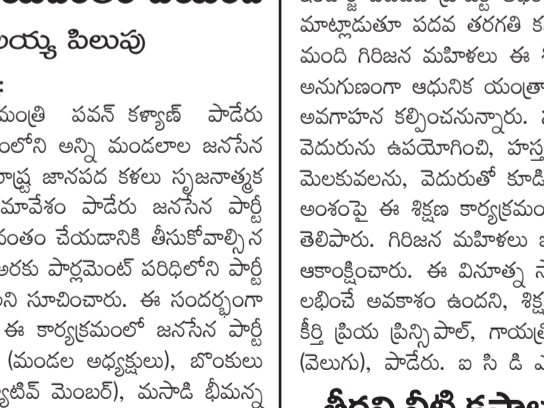 లయ్య పిలుపు
మంత్రి పవన్ కళ్యాణ్ పాడేరు
ంలోని అన్ని మండలాల జనసేన
రాష్ట్ర జానపద కళలు సృజనాత్మక
మావేశం పాడేరు జనసేన పార్టీ
వంతం చేయడానికి తీసుకోవాల్సిన
అరకు పార్లమెంట్ పరిధిలోని పార్టీ
ని సూచించారు. ఈ సందర్భంగా
ఈ కార్యక్రమంలో జనసేన పార్టీ
(మండల అధ్యక్షులు), బొంకులు
మెంబర్), మసాడి భీమన్న
మాట్లాడుతూ పదవ తరగతి
మంది గిరిజన మహిళలు ఈ
అనుగుణంగా ఆధునిక యంత్రా
అవగాహన కల్పించనున్నారు.
వెదురును ఉపయోగించి, హస్త
మెలకువలను, వెదురుతో కూడి
అంశంపై ఈ శిక్షణ కార్యక్రమం
తెలిపారు. గిరిజన మహిళలు
ఆకాంక్షించారు. ఈ వినూత్న
లభించే అవకాశం ఉందని, శిక్ష
కీర్తి ప్రియ ప్రిన్సిపాల్, గాయత్రి
(వెలుగు), పాడేరు. ఐ సి డి